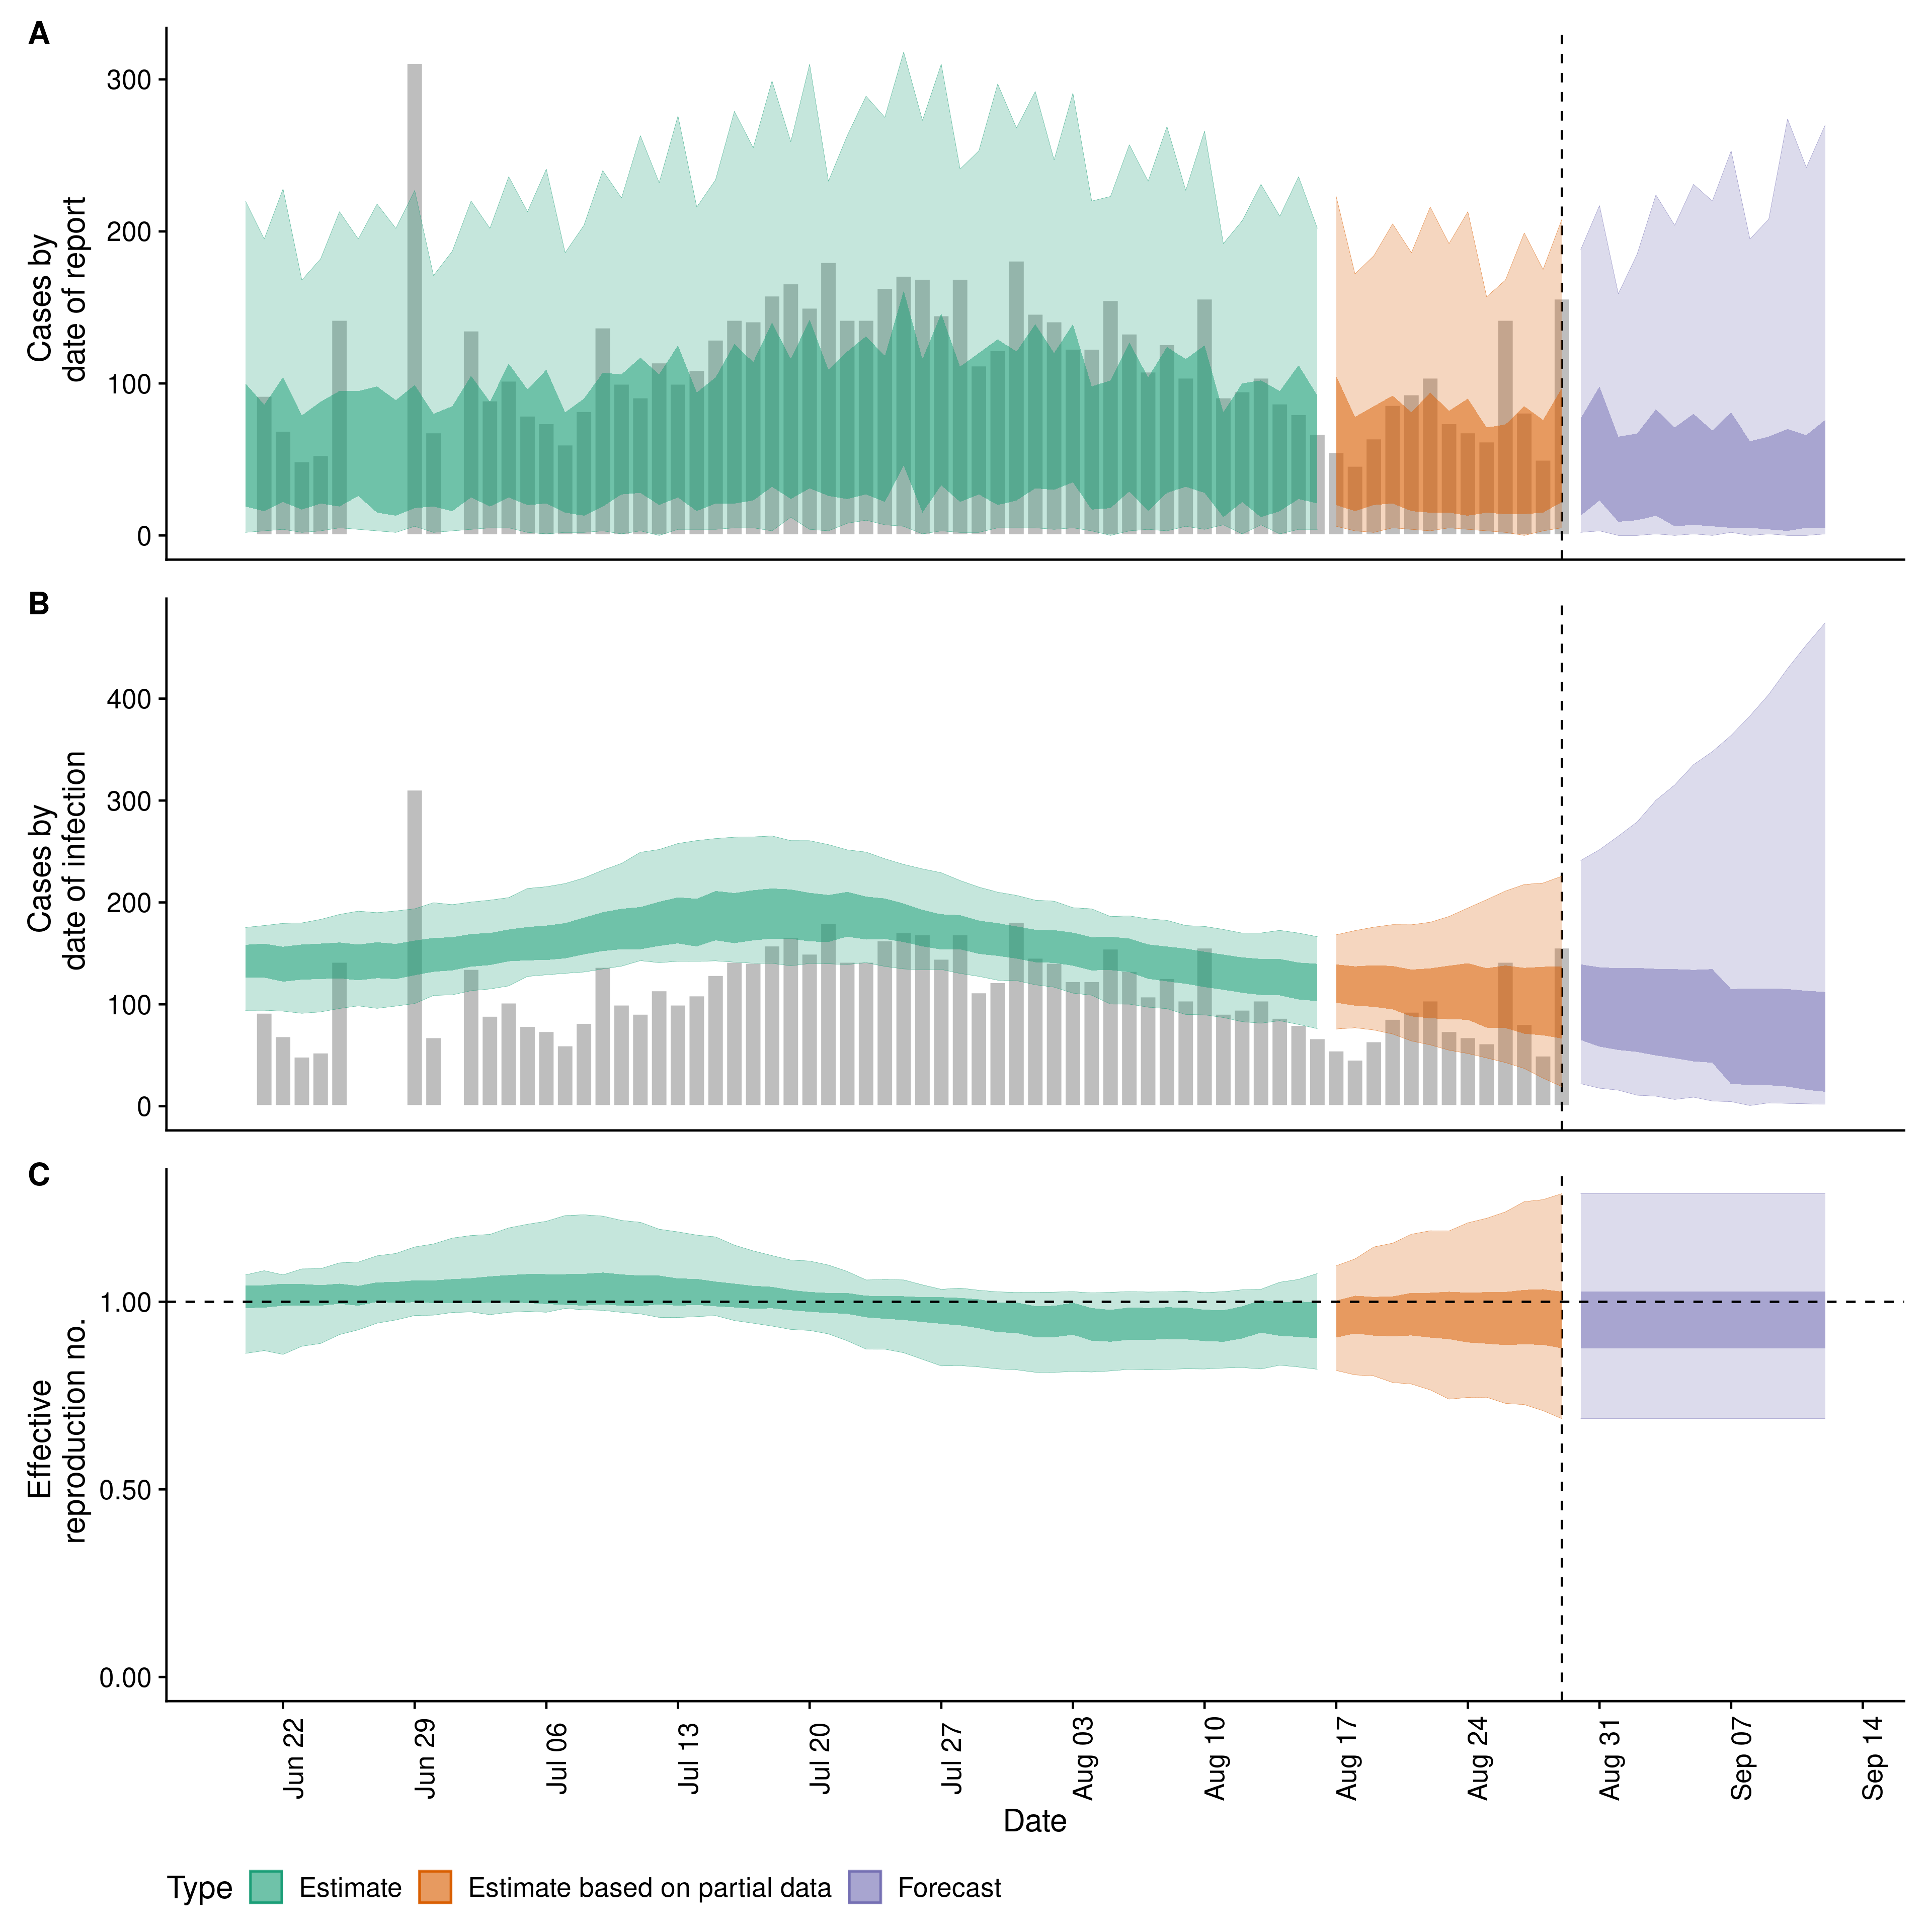 A
Cases by
date of report
300
200
100
0
B
Cases by
date of infection
400
300
200
100
0
C
Effective
reproduction no.
1.00
0.50
0.00
Jun 22
Jun 29
Jul 06
Jul 13
Jul 20
Jul 27
Aug 03
Aug 10
Aug 17
Aug 24
Aug 31
Sep 07
Sep 14
Date
Type Estimate Estimate based on partial data Forecast